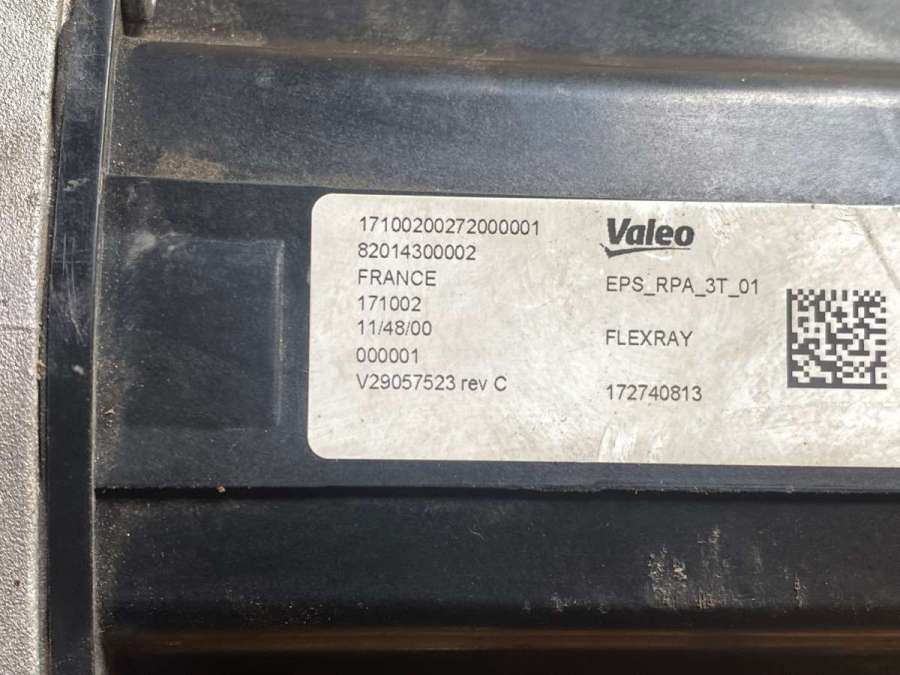 17100200272000001
82014300002
FRANCE
171002
11/48/00
000001
V29057523 rev C
Valeo
EPS_RPA_3T_01
FLEXRAY
172740813